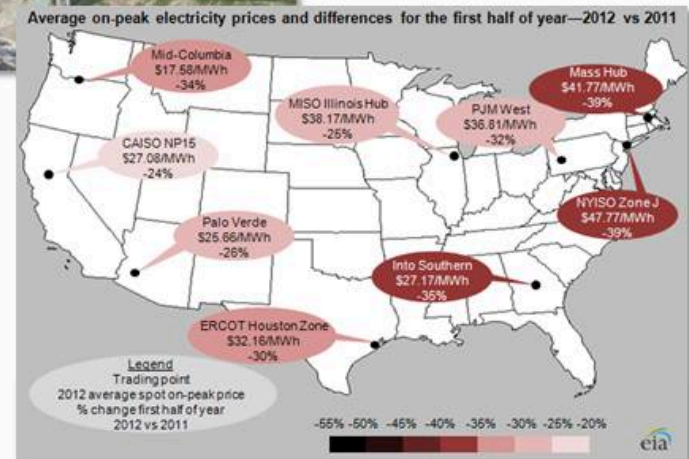 Average on-peak electricity prices and differences for the first half of year—2012 vs 2011
Mid-Columbia
$17.58/MWh
-34%
Mass Hub
$41.77/MWh
-39%
MISO Illinois Hub
$38.17/MWh
-25%
PJM West
$36.81/MWh
-32%
CAISO NP15
$27.08/MWh
-24%
NYISO Zone J
$47.77/MWh
-39%
Palo Verde
$25.66/MWh
-26%
Into Southern
$27.17/MWh
-36%
ERCOT Houston Zone
$32.16/MWh
-30%
Legend
Trading point
2012 average spot on-peak price
% change first half of year
2012 vs 2011
-55% -50% -45% -40% -35% -30% -25% -20%
eia